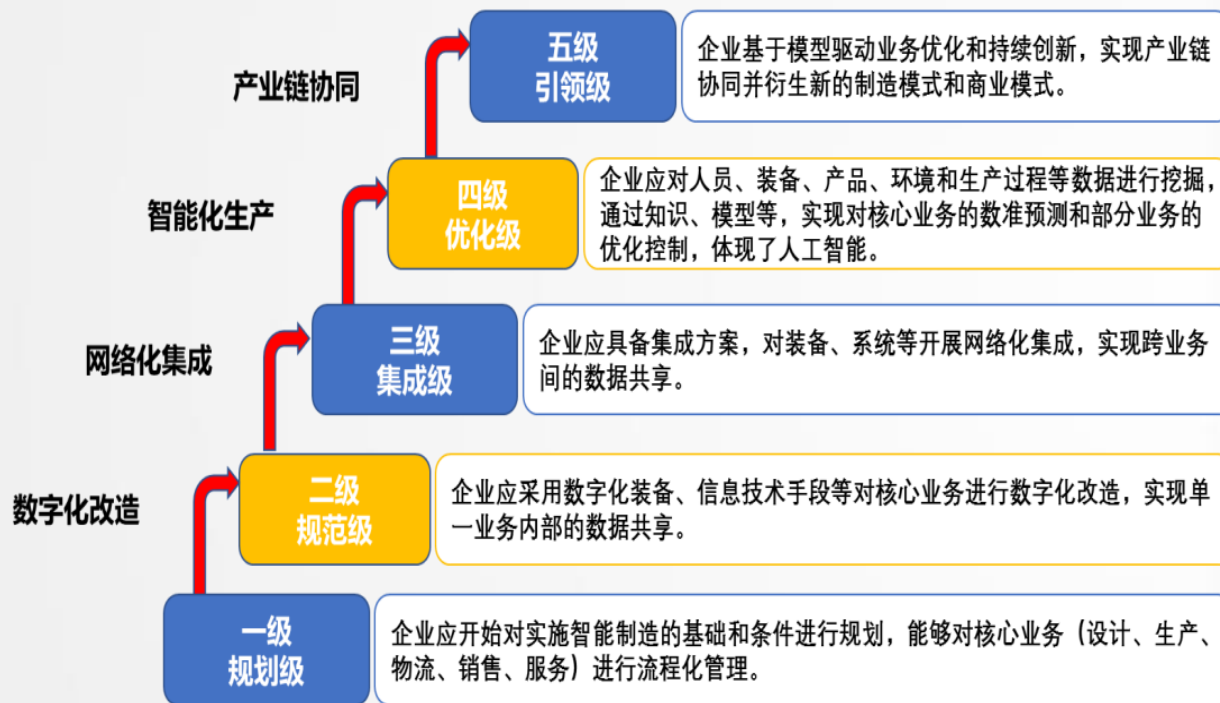 五级
引领级
企业基于模型驱动业务优化和持续创新，实现产业链
协同并衍生新的制造模式和商业模式。
产业链协同
四级
优化级
企业应对人员、装备、产品、环境和生产过程等数据进行挖掘，
通过知识、模型等，实现对核心业务的数准预测和部分业务的
优化控制，体现了人工智能。
智能化生产
三级
集成级
企业应具备集成方案，对装备、系统等开展网络化集成，实现跨业务
间的数据共享。
网络化集成
二级
规范级
企业应采用数字化装备、信息技术手段等对核心业务进行数字化改造，实现单
一业务内部的数据共享。
数字化改造
一级
规划级
企业应开始对实施智能制造的基础和条件进行规划，能够对核心业务（设计、生产、
物流、销售、服务）进行流程化管理。